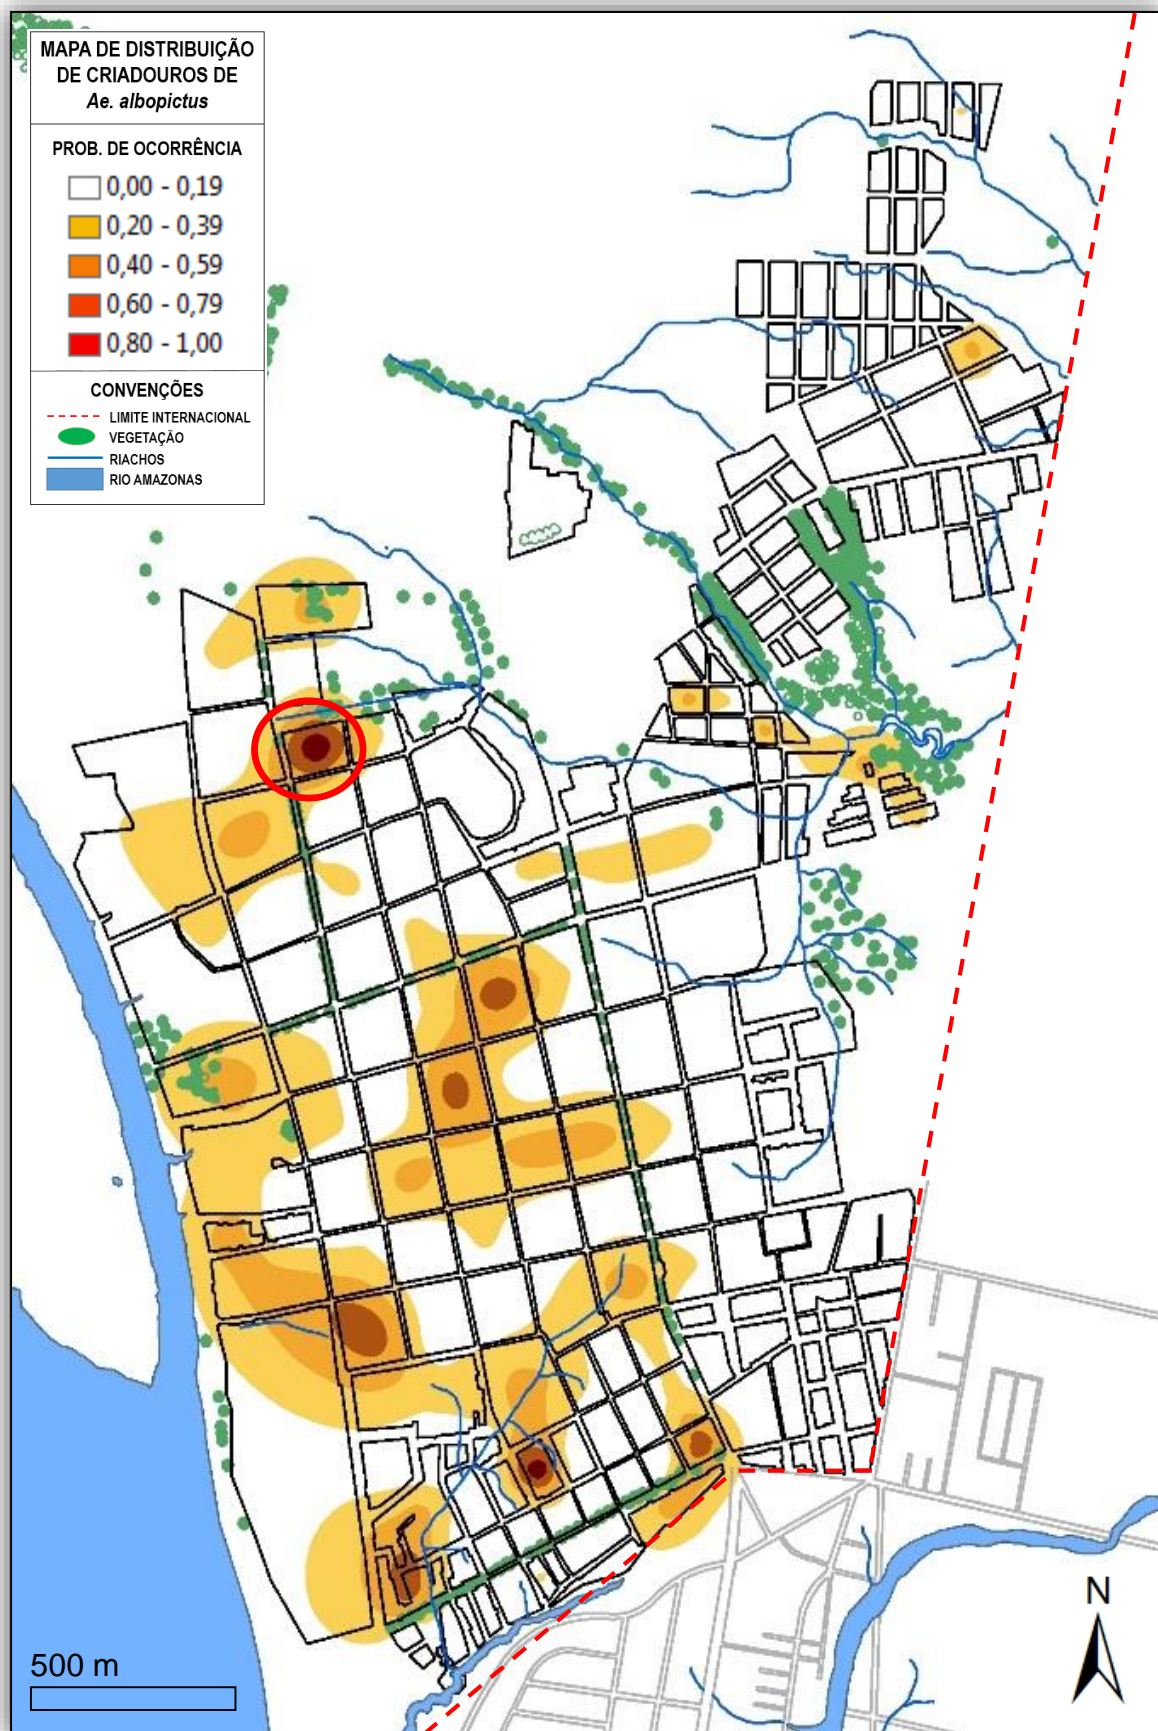 MAPA DE DISTRIBUIÇÃO
DE CRIADOUROS DE
Ae. albopictus
PROB. DE OCORRÊNCIA
0,00 - 0,19
0,20 - 0,39
0,40 - 0,59
0,60 - 0,79
0,80 - 1,00
CONVENÇÕES
LIMITE INTERNACIONAL
VEGETAÇÃO
RIACHOS
RIO AMAZONAS
N
500 m